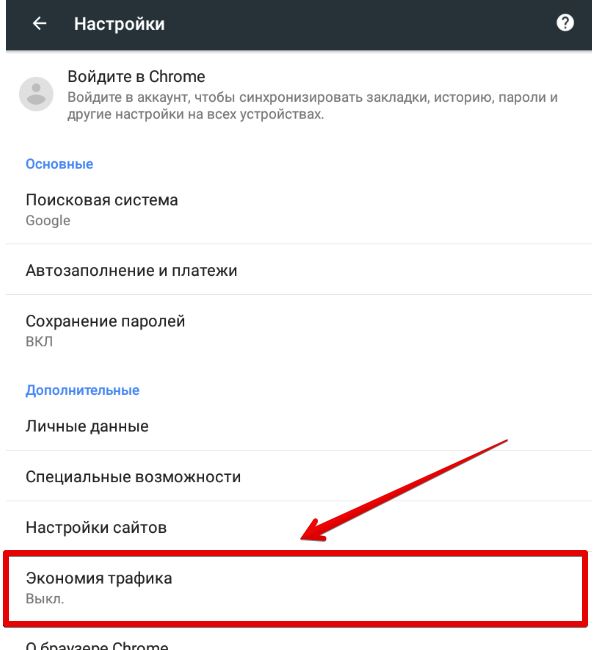 Настройки
Войдите в Chrome
Войдите в аккаунт, чтобы синхронизировать закладки, историю, пароли и
другие настройки на всех устройствах.
Основные
Поисковая система
Google
Автозаполнение и платежи
Сохранение паролей
ВКЛ
Дополнительные
Личные данные
Специальные возможности
Настройки сайтов
Экономия трафика
Выкл.
О браузере Chrome